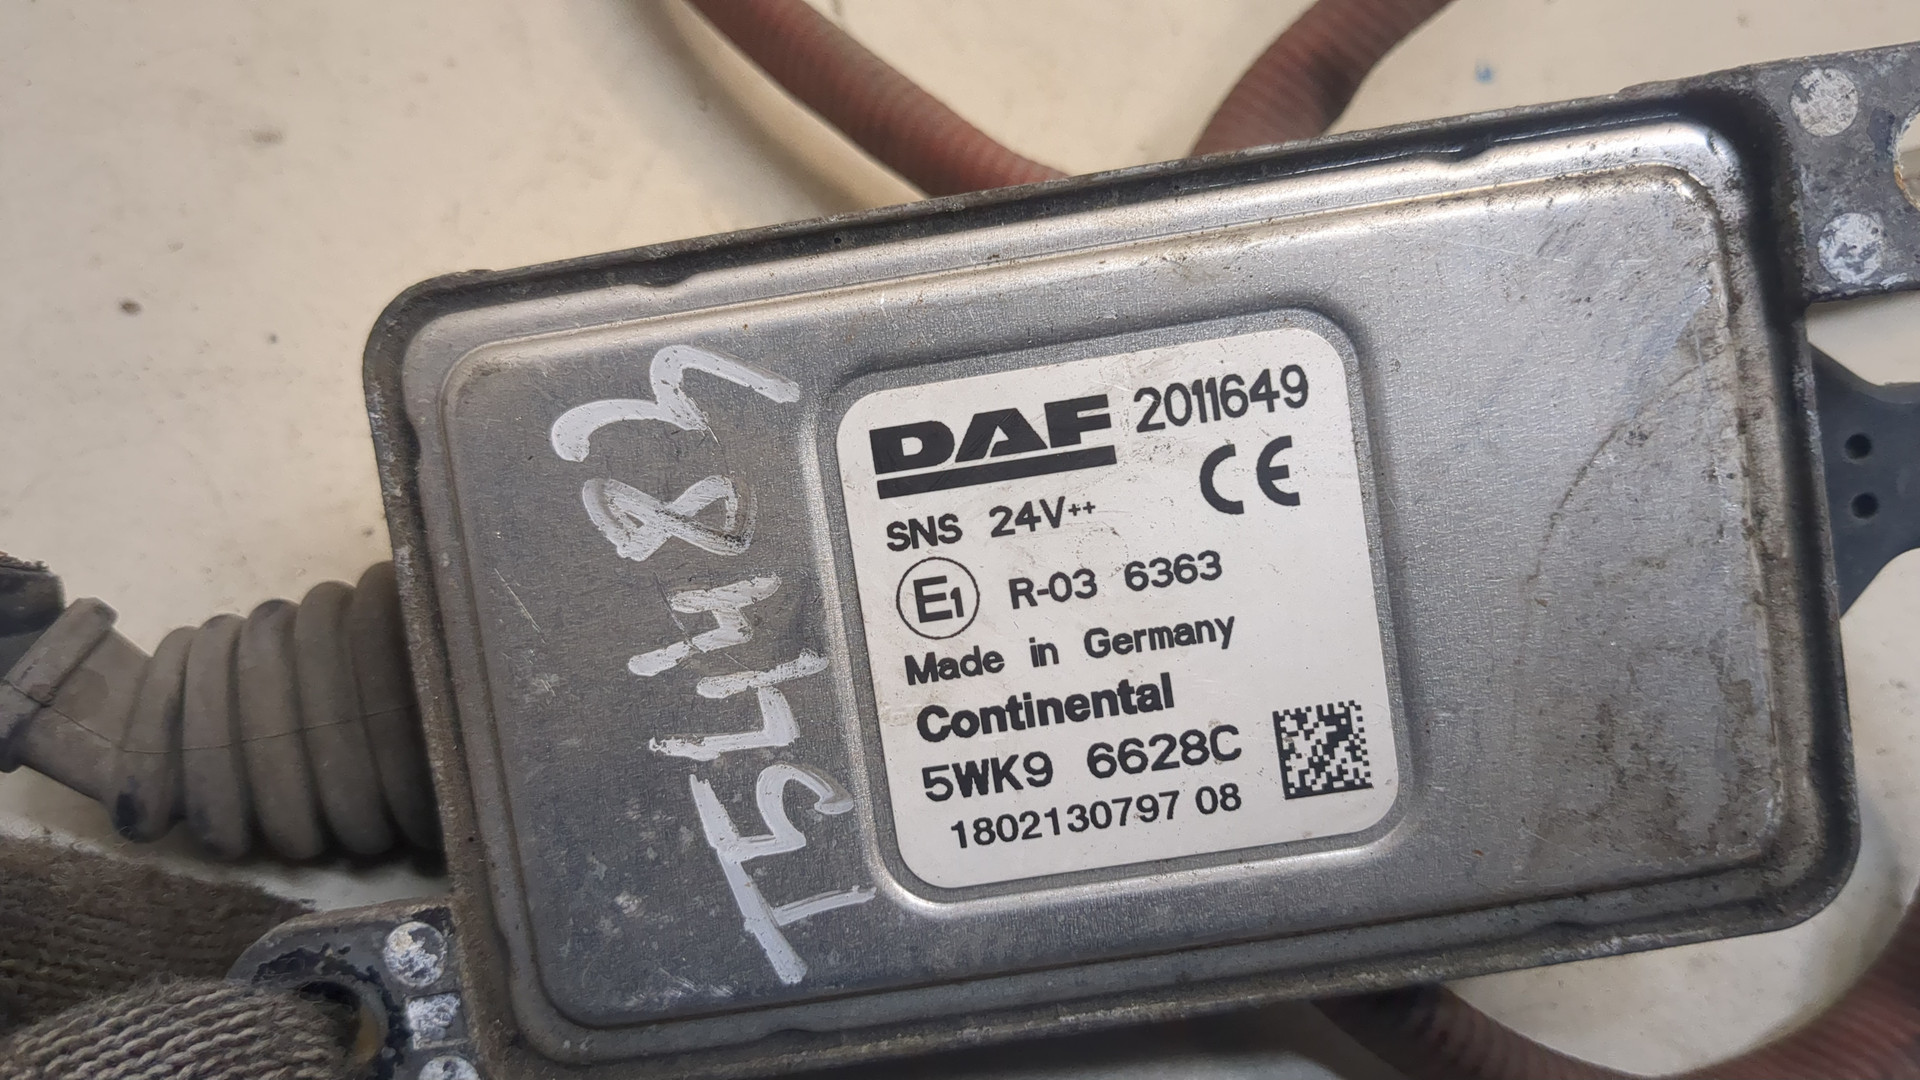 T54483
DAF 2011649
CE
SNS 24V++
E1 R-03 6363
Made in Germany
Continental
5WK9 6628C
1802130797 08